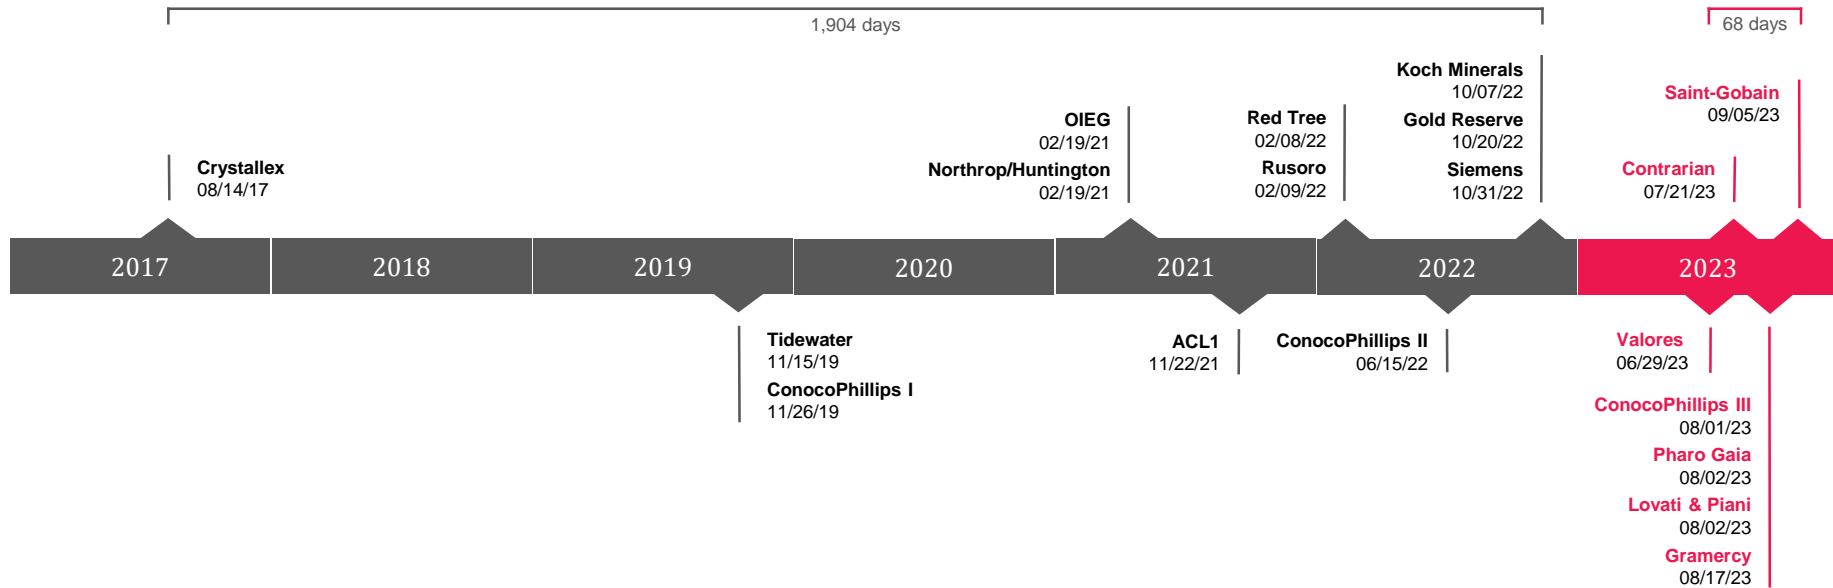 1,904 days
68 days
Koch Minerals
10/07/22
Gold Reserve
10/20/22
Siemens
10/31/22
Saint-Gobain
09/05/23
OIEG
02/19/21
Northrop/Huntington
02/19/21
Red Tree
02/08/22
Rusoro
02/09/22
Crystallex
08/14/17
Contrarian
07/21/23
2017
2018
2019
2020
2021
2022
2023
Tidewater
11/15/19
ConocoPhillips I
11/26/19
ACL1
11/22/21
ConocoPhillips II
06/15/22
Valores
06/29/23
ConocoPhillips III
08/01/23
Pharo Gaia
08/02/23
Lovati & Piani
08/02/23
Gramercy
08/17/23